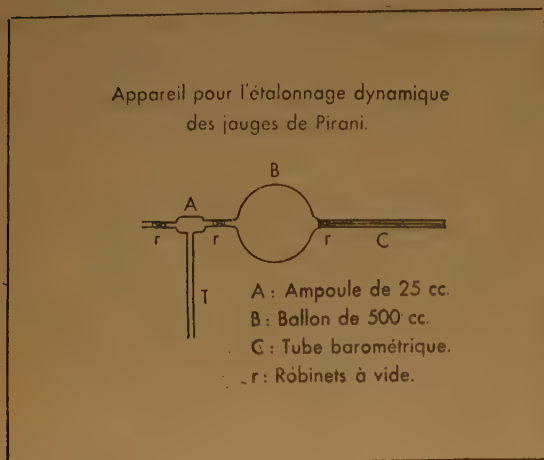 Appareil pour l'étalonnage dynamique
des jauges de Pirani.
B
A
r r r C
T
A : Ampoule de 25 cc.
B : Ballon de 500 cc.
C : Tube barométrique.
r : Robinets à vide.